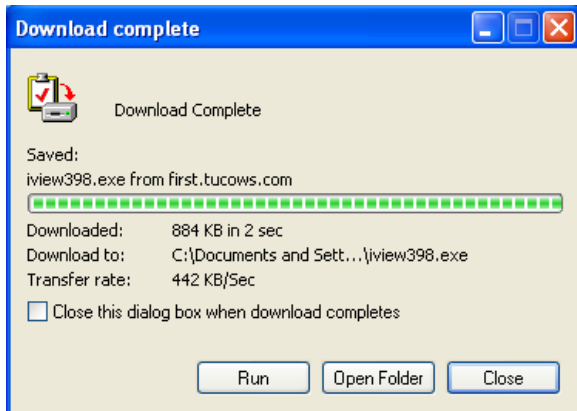 Download complete
Download Complete
Saved:
iview398.exe from first.tucows.com
Downloaded: 884 KB in 2 sec
Download to: C:\Documents and Sett...\iview398.exe
Transfer rate: 442 KB/Sec
Close this dialog box when download completes
Run Open Folder Close